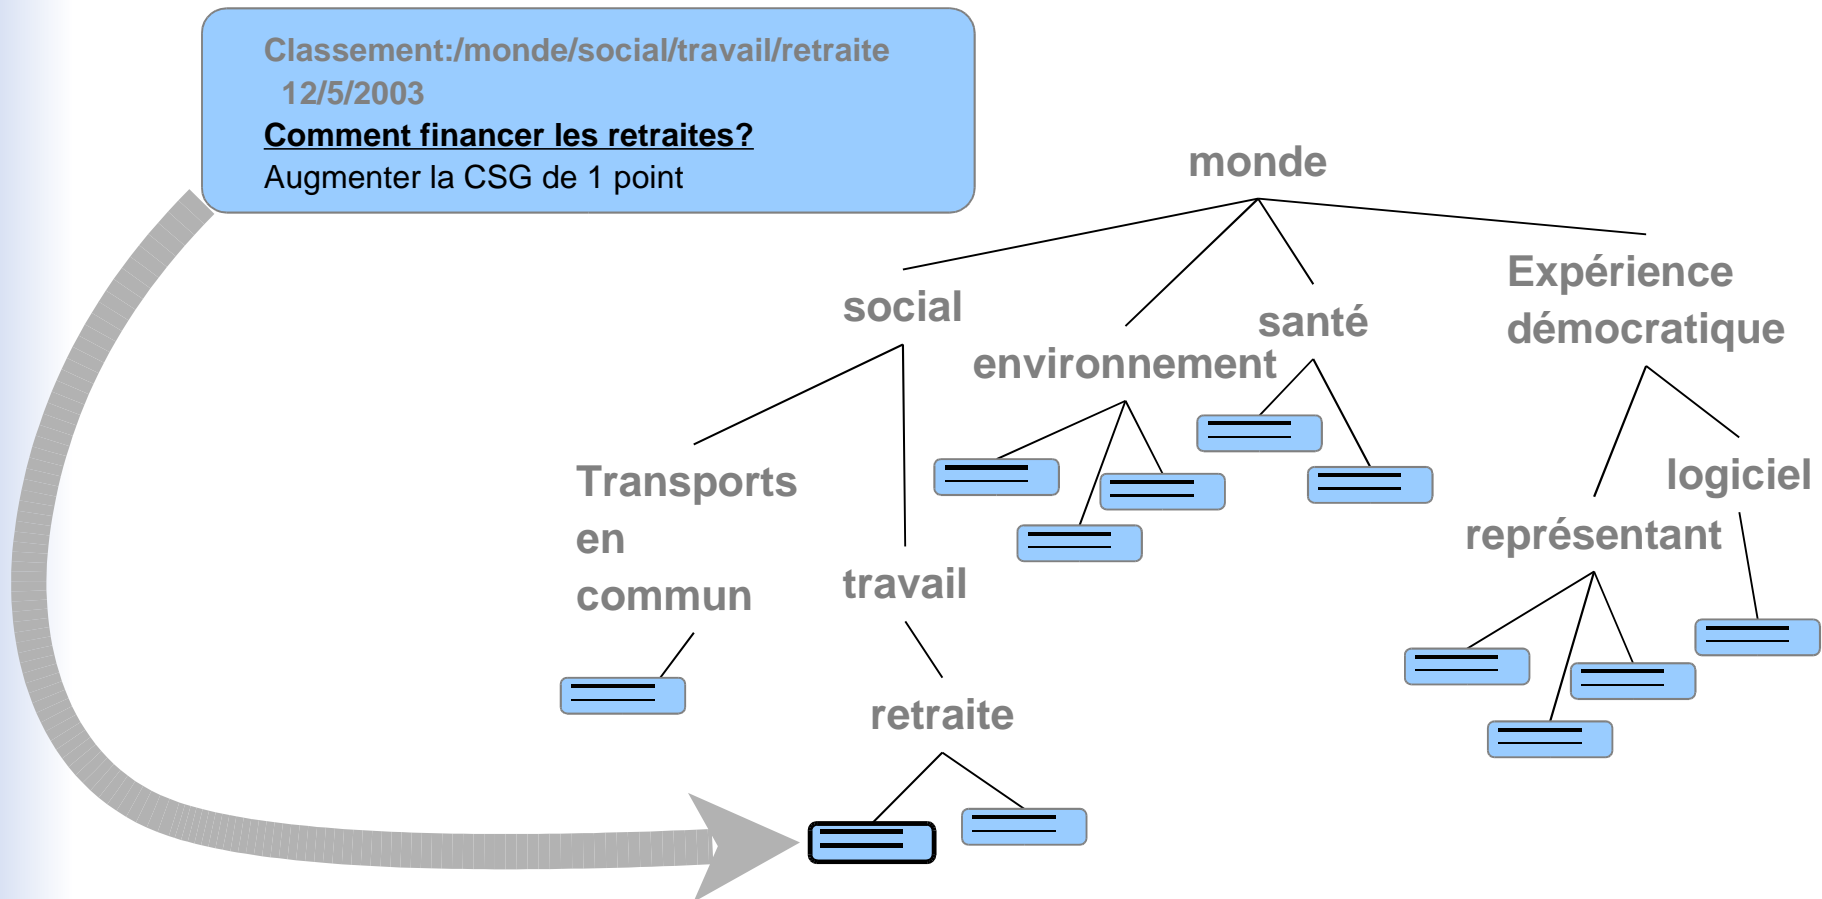 Classement:/monde/social/travail/retraite
12/5/2003
Comment financer les retraites?
Augmenter la CSG de 1 point
monde
social
environnement
santé
Expérience
démocratique
Transports
en
commun
travail
retraite
représentant
logiciel